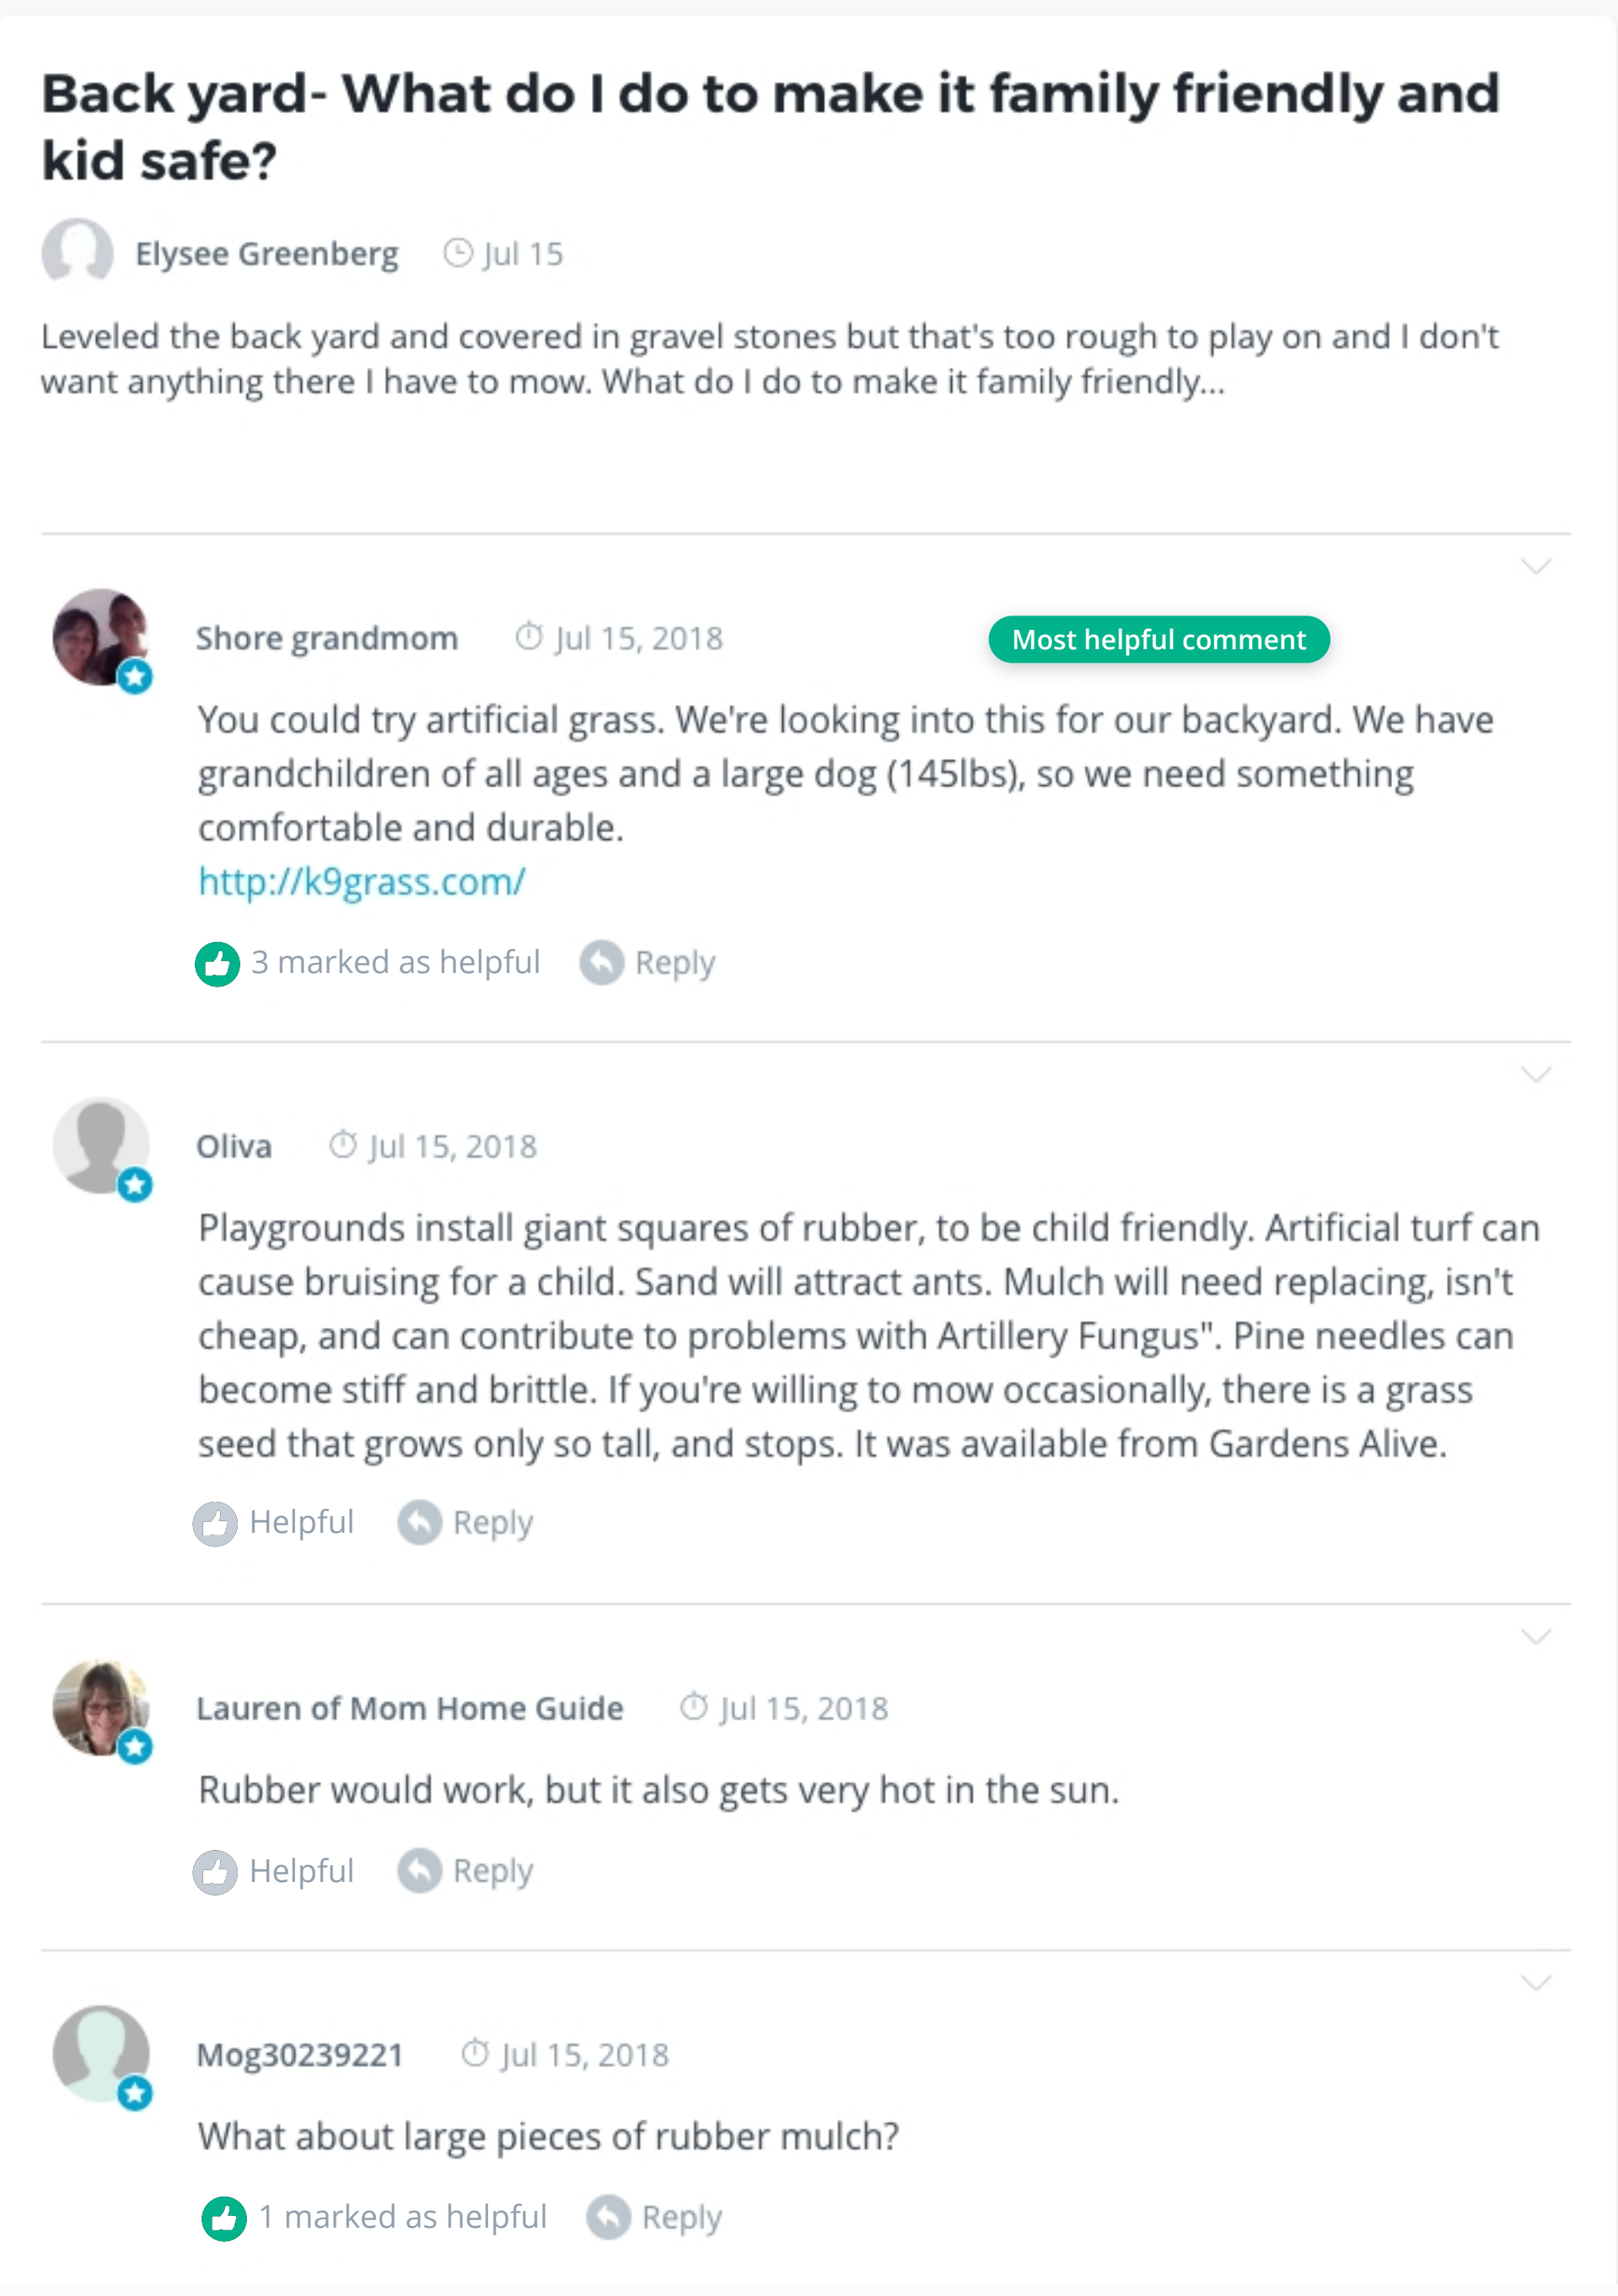 Back yard- What do I do to make it family friendly and
kid safe?
Elysee Greenberg Jul 15
Leveled the back yard and covered in gravel stones but that's too rough to play on and I don't
want anything there I have to mow. What do I do to make it family friendly...
Shore grandmom Jul 15, 2018 Most helpful comment
You could try artificial grass. We're looking into this for our backyard. We have
grandchildren of all ages and a large dog (145lbs), so we need something
comfortable and durable.
http://k9grass.com/
3 marked as helpful Reply
Oliva Jul 15, 2018
Playgrounds install giant squares of rubber, to be child friendly. Artificial turf can
cause bruising for a child. Sand will attract ants. Mulch will need replacing, isn't
cheap, and can contribute to problems with Artillery Fungus". Pine needles can
become stiff and brittle. If you're willing to mow occasionally, there is a grass
seed that grows only so tall, and stops. It was available from Gardens Alive.
Helpful Reply
Lauren of Mom Home Guide Jul 15, 2018
Rubber would work, but it also gets very hot in the sun.
Helpful Reply
Mog30239221 Jul 15, 2018
What about large pieces of rubber mulch?
1 marked as helpful Reply